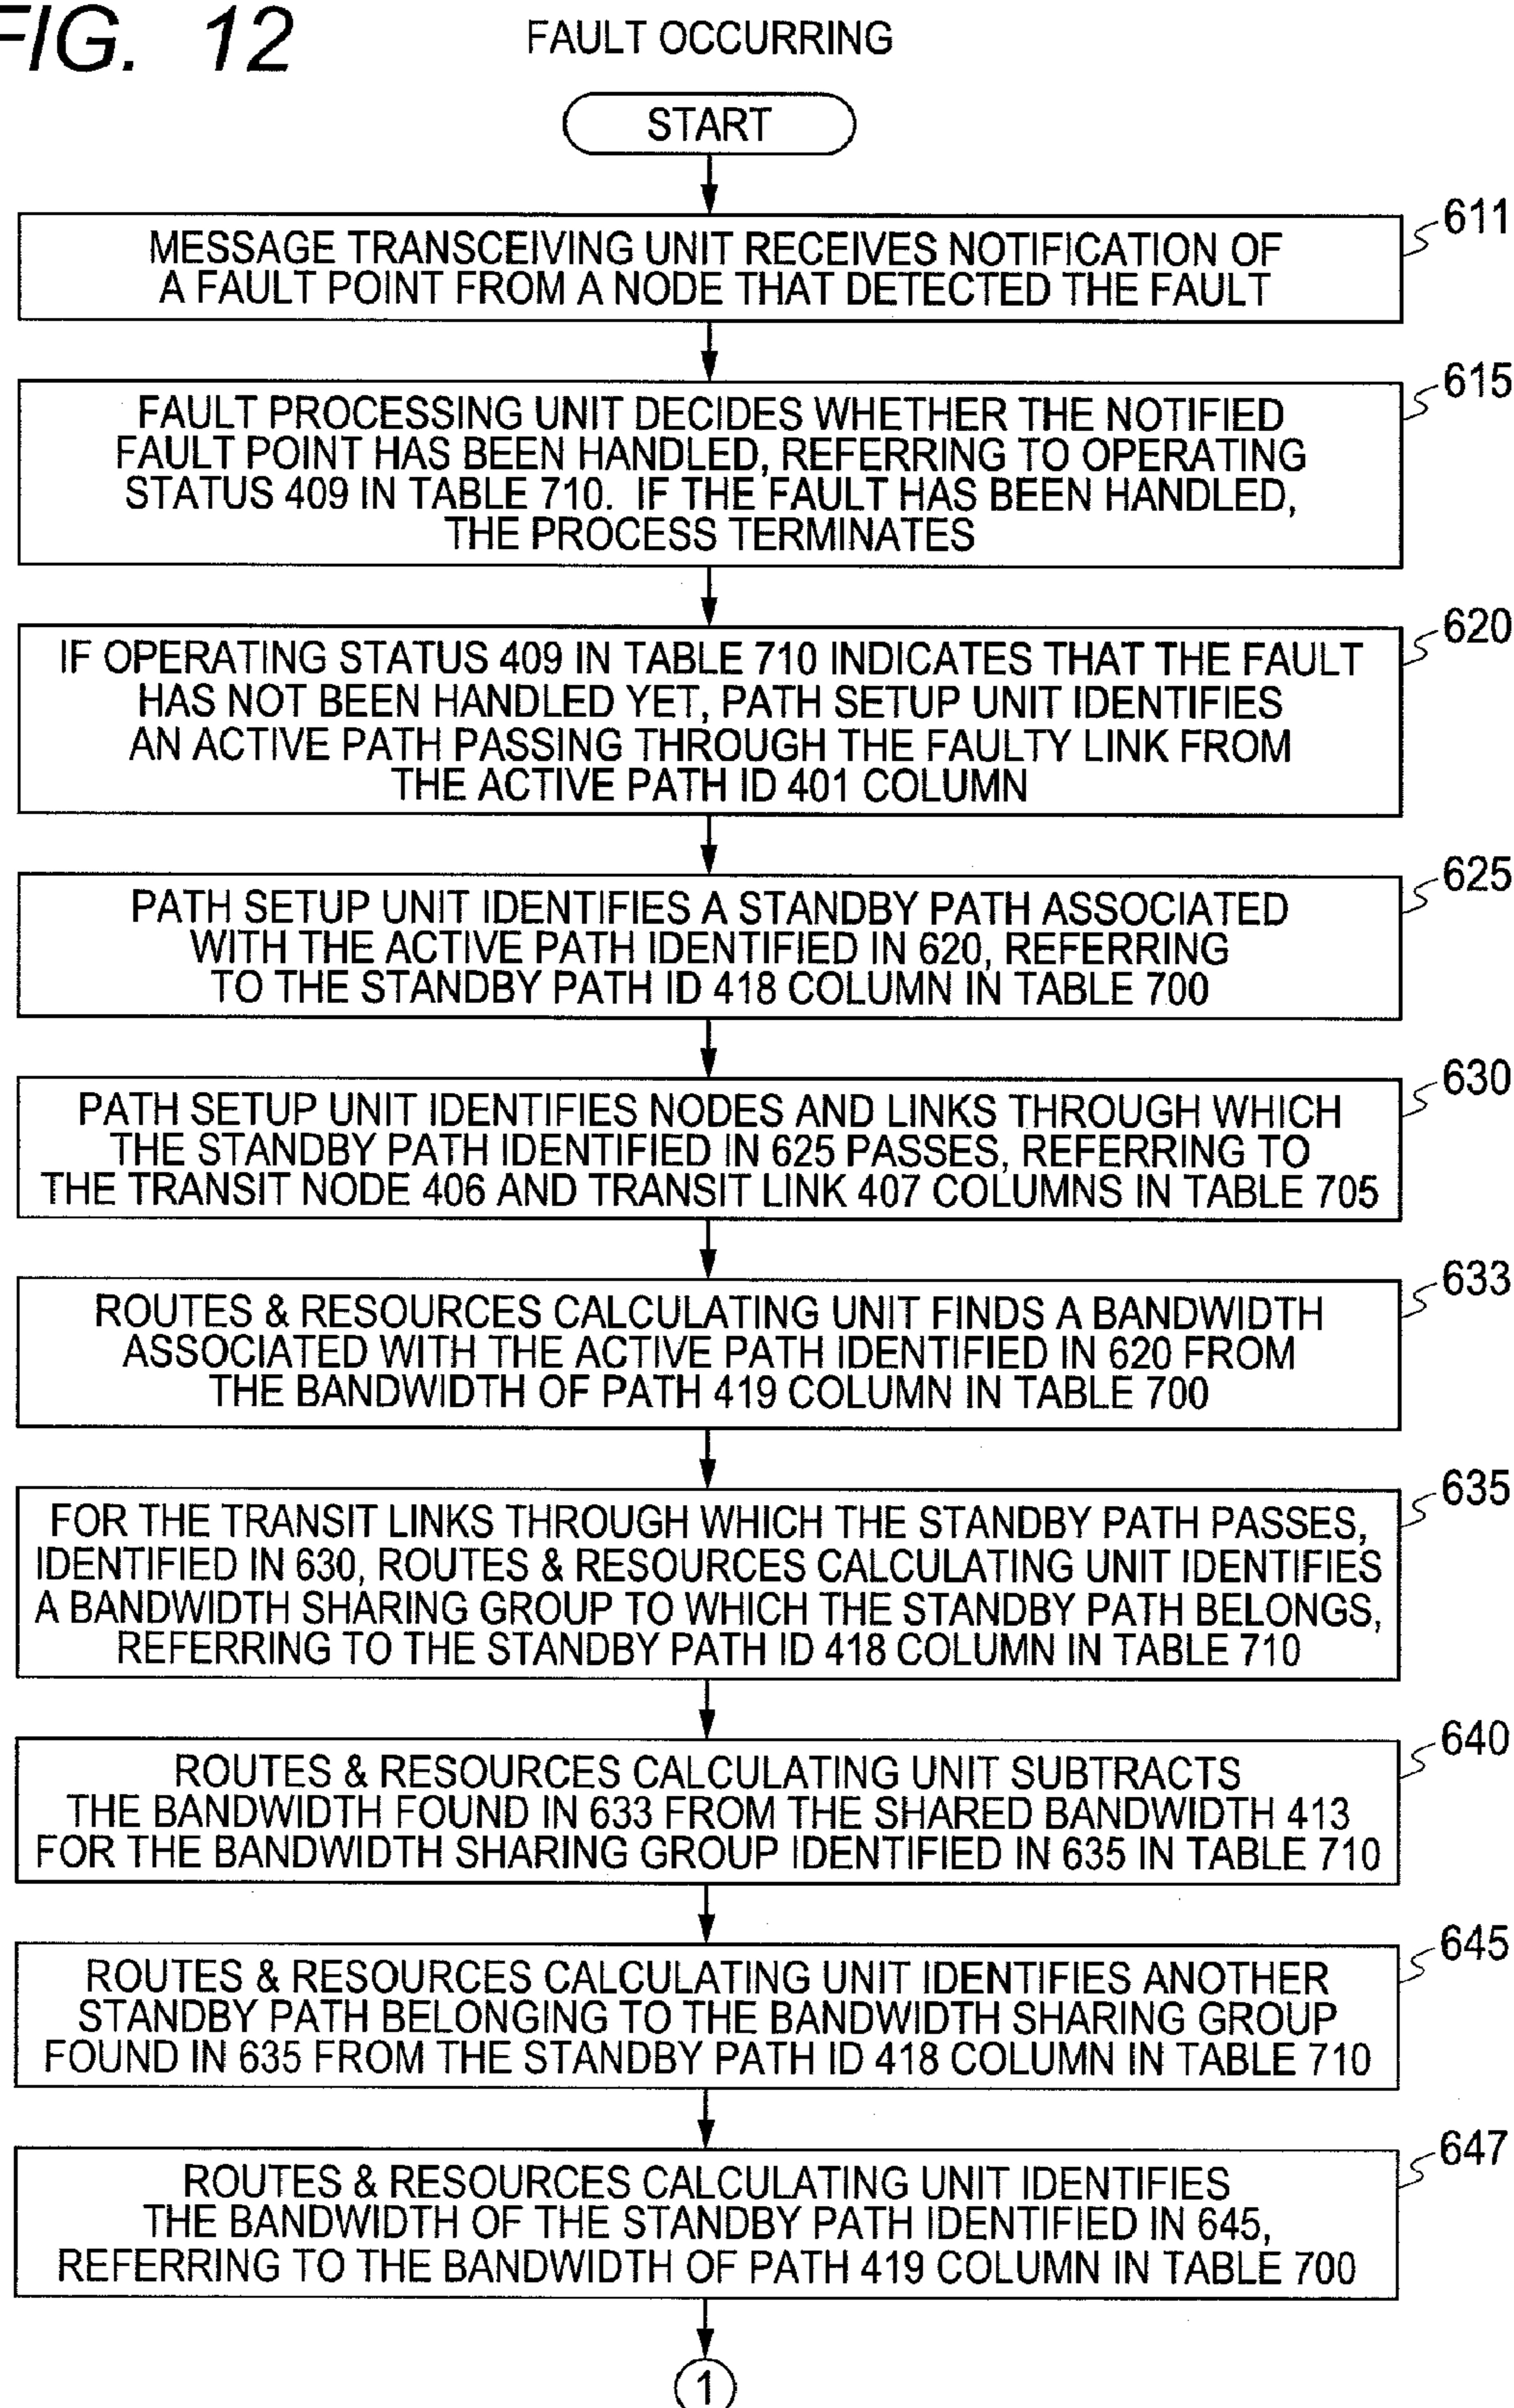 FIG. 12
FAULT OCCURRING
START
611
MESSAGE TRANSCEIVING UNIT RECEIVES NOTIFICATION OF
A FAULT POINT FROM A NODE THAT DETECTED THE FAULT
615
FAULT PROCESSING UNIT DECIDES WHETHER THE NOTIFIED
FAULT POINT HAS BEEN HANDLED, REFERRING TO OPERATING
STATUS 409 IN TABLE 710. IF THE FAULT HAS BEEN HANDLED,
THE PROCESS TERMINATES
620
IF OPERATING STATUS 409 IN TABLE 710 INDICATES THAT THE FAULT
HAS NOT BEEN HANDLED YET, PATH SETUP UNIT IDENTIFIES
AN ACTIVE PATH PASSING THROUGH THE FAULTY LINK FROM
THE ACTIVE PATH ID 401 COLUMN
625
PATH SETUP UNIT IDENTIFIES A STANDBY PATH ASSOCIATED
WITH THE ACTIVE PATH IDENTIFIED IN 620, REFERRING
TO THE STANDBY PATH ID 418 COLUMN IN TABLE 700
630
PATH SETUP UNIT IDENTIFIES NODES AND LINKS THROUGH WHICH
THE STANDBY PATH IDENTIFIED IN 625 PASSES, REFERRING TO
THE TRANSIT NODE 406 AND TRANSIT LINK 407 COLUMNS IN TABLE 705
633
ROUTES & RESOURCES CALCULATING UNIT FINDS A BANDWIDTH
ASSOCIATED WITH THE ACTIVE PATH IDENTIFIED IN 620 FROM
THE BANDWIDTH OF PATH 419 COLUMN IN TABLE 700
635
FOR THE TRANSIT LINKS THROUGH WHICH THE STANDBY PATH PASSES,
IDENTIFIED IN 630, ROUTES & RESOURCES CALCULATING UNIT IDENTIFIES
A BANDWIDTH SHARING GROUP TO WHICH THE STANDBY PATH BELONGS,
REFERRING TO THE STANDBY PATH ID 418 COLUMN IN TABLE 710
640
ROUTES & RESOURCES CALCULATING UNIT SUBTRACTS
THE BANDWIDTH FOUND IN 633 FROM THE SHARED BANDWIDTH 413
FOR THE BANDWIDTH SHARING GROUP IDENTIFIED IN 635 IN TABLE 710
645
ROUTES & RESOURCES CALCULATING UNIT IDENTIFIES ANOTHER
STANDBY PATH BELONGING TO THE BANDWIDTH SHARING GROUP
FOUND IN 635 FROM THE STANDBY PATH ID 418 COLUMN IN TABLE 710
647
ROUTES & RESOURCES CALCULATING UNIT IDENTIFIES
THE BANDWIDTH OF THE STANDBY PATH IDENTIFIED IN 645,
REFERRING TO THE BANDWIDTH OF PATH 419 COLUMN IN TABLE 700
1